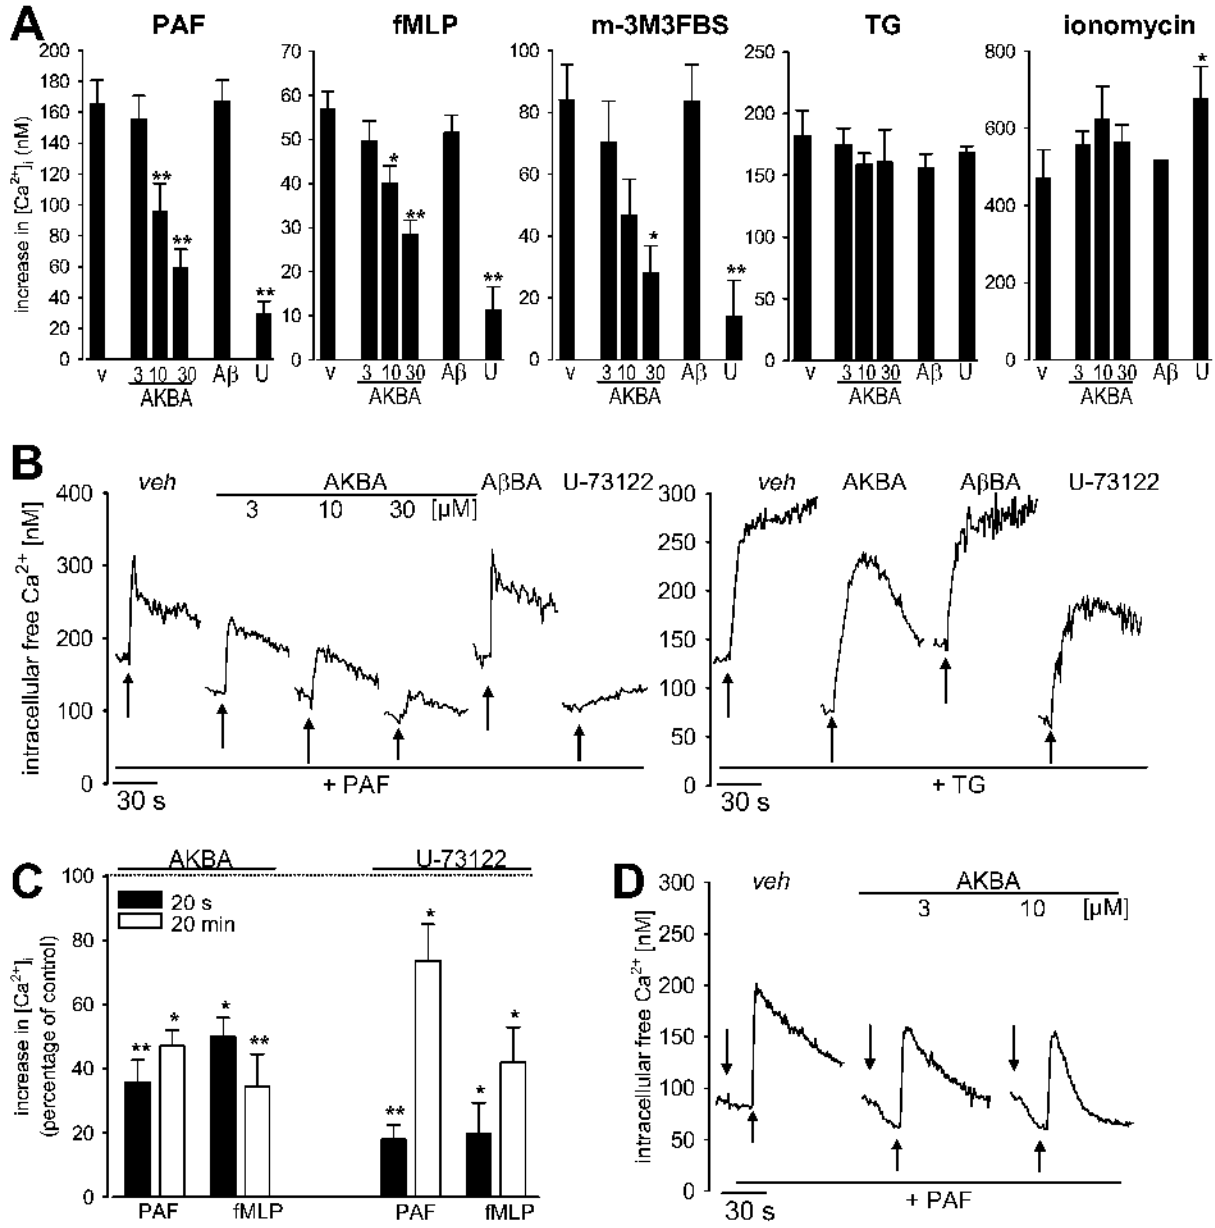 A
PAF
fMLP
m-3M3FBS
TG
ionomycin
increase in [Ca2+]i (nM)
200
180
160
140
120
100
80
60
40
20
0
** ** **
v 3 10 30 Aβ U
AKBA
70
60
50
40
30
20
10
0
* ** **
v 3 10 30 Aβ U
AKBA
100
80
60
40
20
0
* **
v 3 10 30 Aβ U
AKBA
250
200
150
100
50
0
v 3 10 30 Aβ U
AKBA
800
600
400
200
0
*
v 3 10 30 Aβ U
AKBA
B
intracellular free Ca2+ [nM]
veh AKBA AβBA U-73122
3 10 30 [µM]
400
300
200
100
0
+ PAF
30 s
veh AKBA AβBA U-73122
300
250
200
150
100
50
0
+ TG
30 s
C
AKBA U-73122
increase in [Ca2+]i
(percentage of control)
100
80
60
40
20
0
20 s
20 min
** * * **
** * * *
PAF fMLP PAF fMLP
D
intracellular free Ca2+ [nM]
veh AKBA
3 10 [µM]
300
250
200
150
100
50
0
+ PAF
30 s